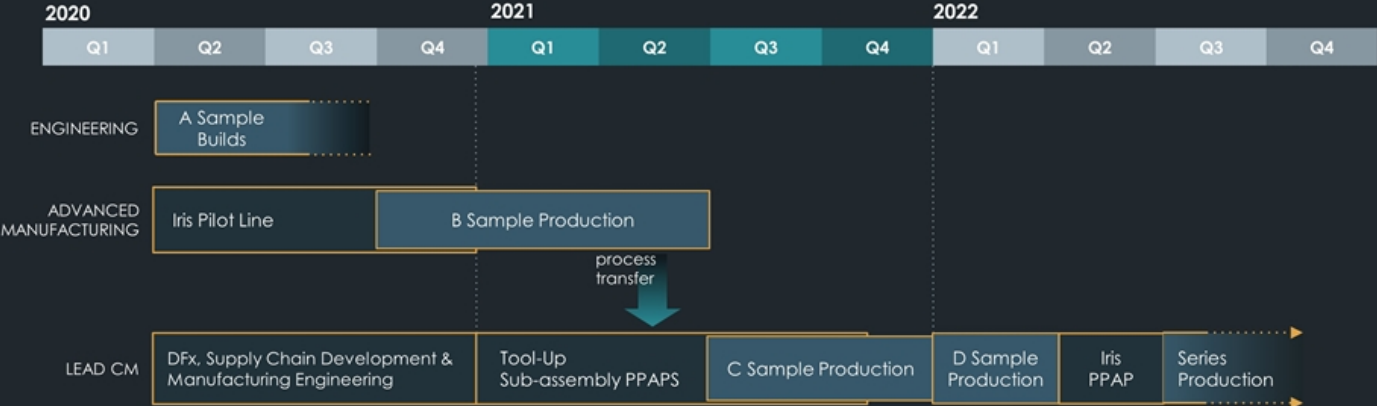 2020
2021
2022
Q1
Q2
Q3
Q4
Q1
Q2
Q3
Q4
Q1
Q2
Q3
Q4
ENGINEERING
A Sample
Builds
ADVANCED
MANUFACTURING
Iris Pilot Line
B Sample Production
process
transfer
LEAD CM
DFx, Supply Chain Development &
Manufacturing Engineering
Tool-Up
Sub-assembly PPAPS
C Sample Production
D Sample
Production
Iris
PPAP
Series
Production